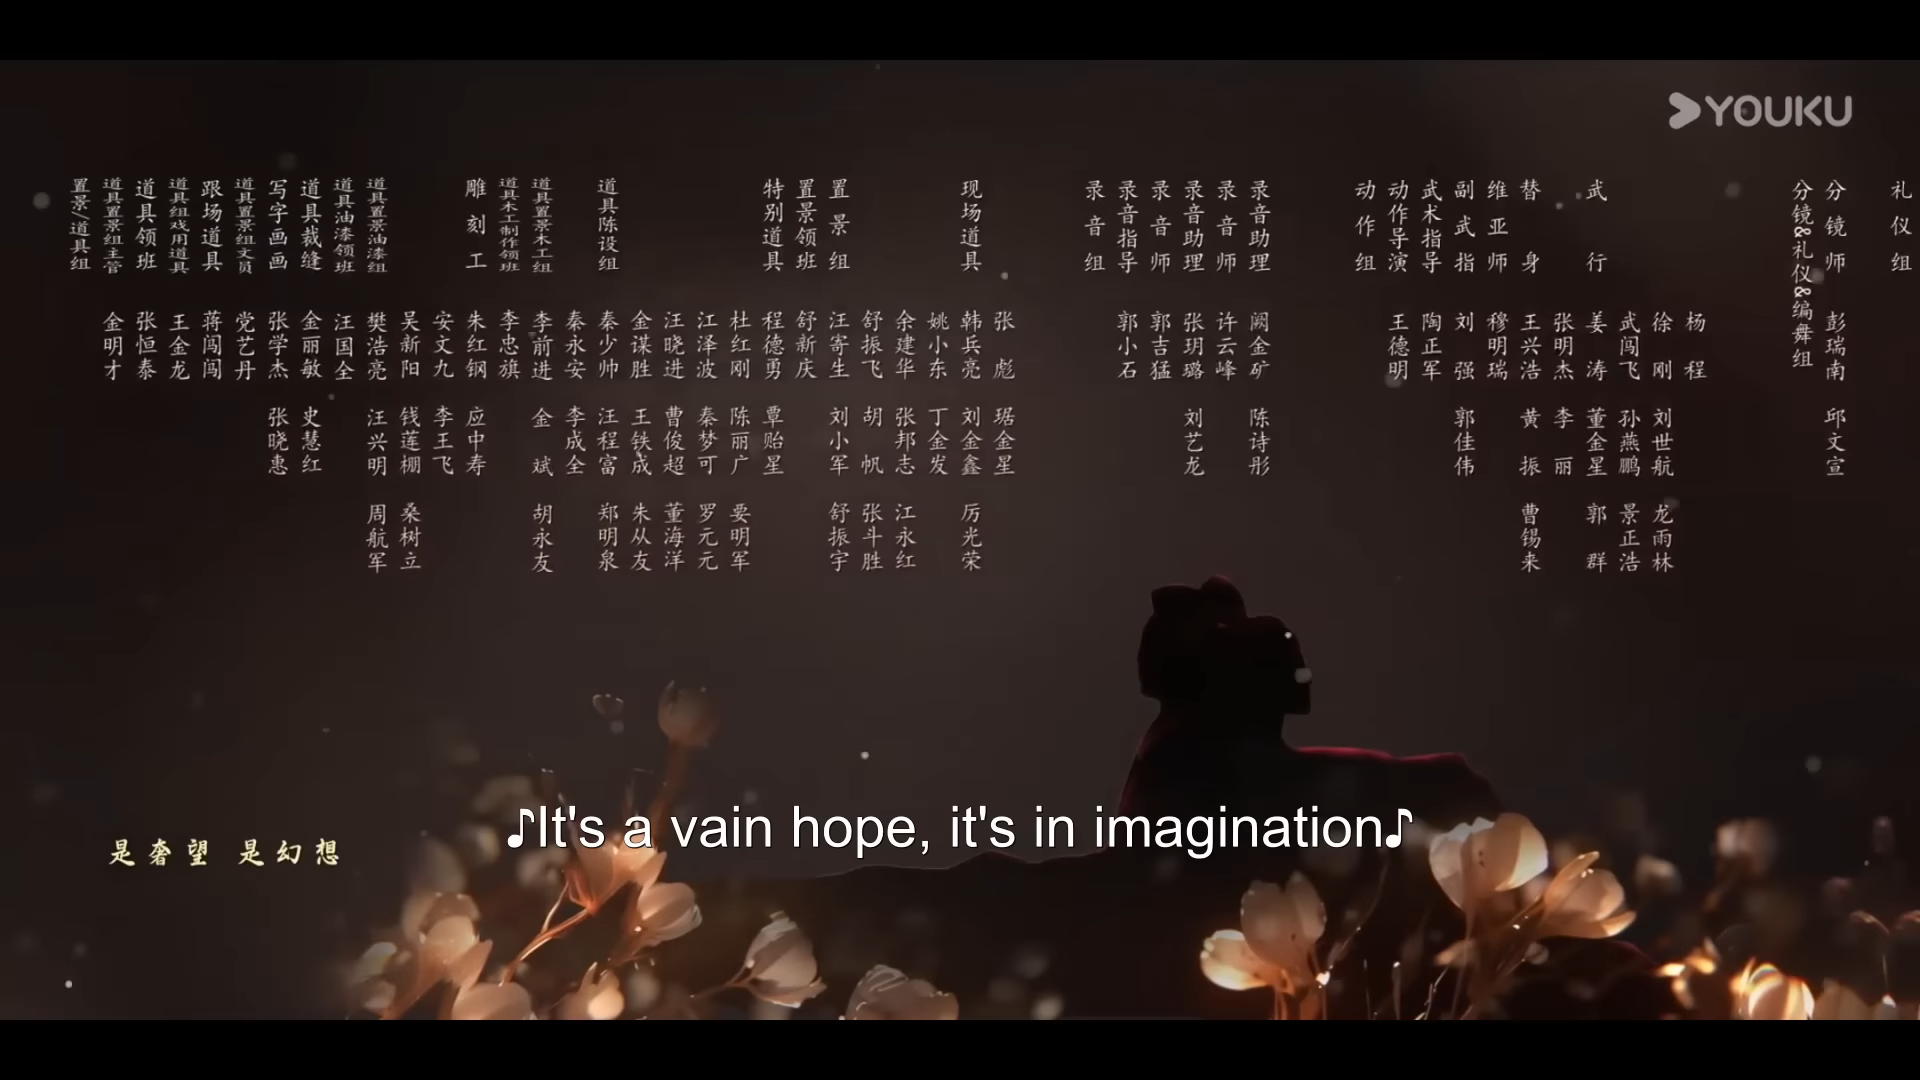 YOUKU
置景/道具组
道具置景组主管 金明才
道具领班 张恒泰
道具组戏用道具 王金龙
跟场道具 蒋闯闯
道具置景组文员 党艺丹
写字画画 张学杰 张晓惠
道具裁缝 金丽敏 史慧红
道具油漆领班 汪国全
道具置景油漆组 樊浩亮 汪兴明 周航军
吴新阳 钱莲棚 桑树立
安文九 李王飞
雕刻工 朱红钢 应中寿
道具木工制作领班 李忠旗
道具置景木工组 李前进 金斌 胡永友
秦永安 李成全
道具陈设组 秦少帅 汪程富 郑明泉
金谋胜 王铁成 朱从友
汪晓进 曹俊超 董海洋
江泽波 秦梦可 罗元元
杜红刚 陈丽广 要明军
特别道具 程德勇 覃贻星
置景领班 舒新庆
置景组 汪寄生 刘小军 舒振宇
舒振飞 胡帆 张斗胜
余建华 张邦志 江永红
姚小东 丁金发
现场道具 韩兵亮 刘金鑫 厉光荣
张彪 琚金星
录音组
录音指导 郭小石
录音师 郭吉猛
录音助理 张玥璐 刘艺龙
录音师 许云峰
录音助理 阙金矿 陈诗彤
动作组
动作导演 王德明
武术指导 陶正军
副武指 刘强 郭佳伟
维亚师 穆明瑞
替身 王兴浩 黄振 曹锡来
张明杰 李丽
武行 姜涛 董金星 郭群
武闯飞 孙燕鹏 景正浩
徐刚 刘世航 龙雨林
杨程
分镜&礼仪&编舞组
分镜师 彭瑞南 邱文宣
礼仪组
♪It's a vain hope, it's in imagination♪
是奢望 是幻想